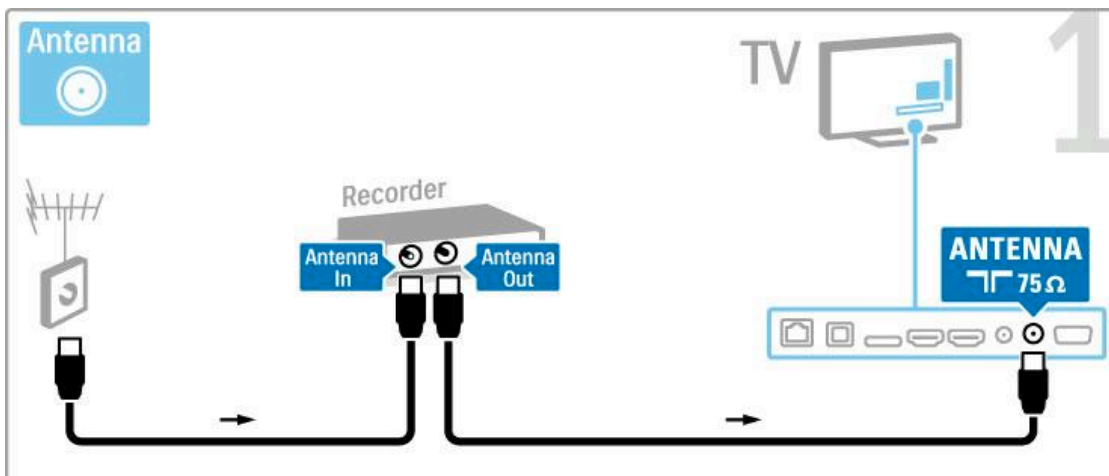 Antenna
TV
1
Recorder
Antenna
In
Antenna
Out
ANTENNA
75 Ω